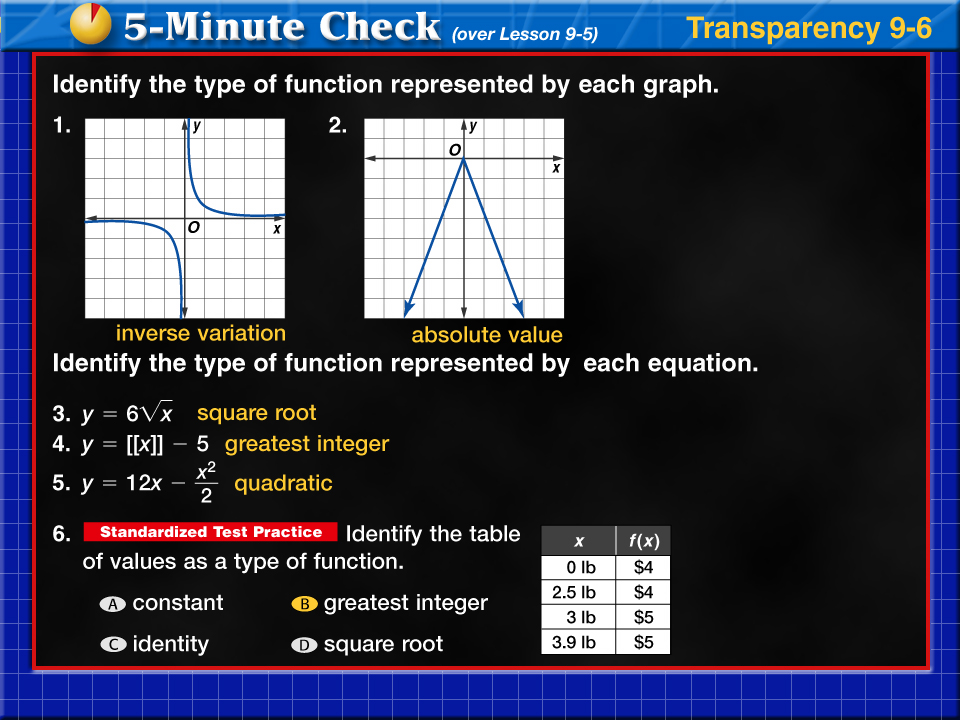 5-Minute Check (over Lesson 9-5) Transparency 9-6
Identify the type of function represented by each graph.
1. 2.
y
O
x
inverse variation
y
O
x
absolute value
Identify the type of function represented by each equation.
3. y = 6√x square root
4. y = [[x]] − 5 greatest integer
5. y = 12x − x²/2 quadratic
6. Standardized Test Practice Identify the table
of values as a type of function.
A constant B greatest integer
C identity D square root
x f(x)
0 lb $4
2.5 lb $4
3 lb $5
3.9 lb $5